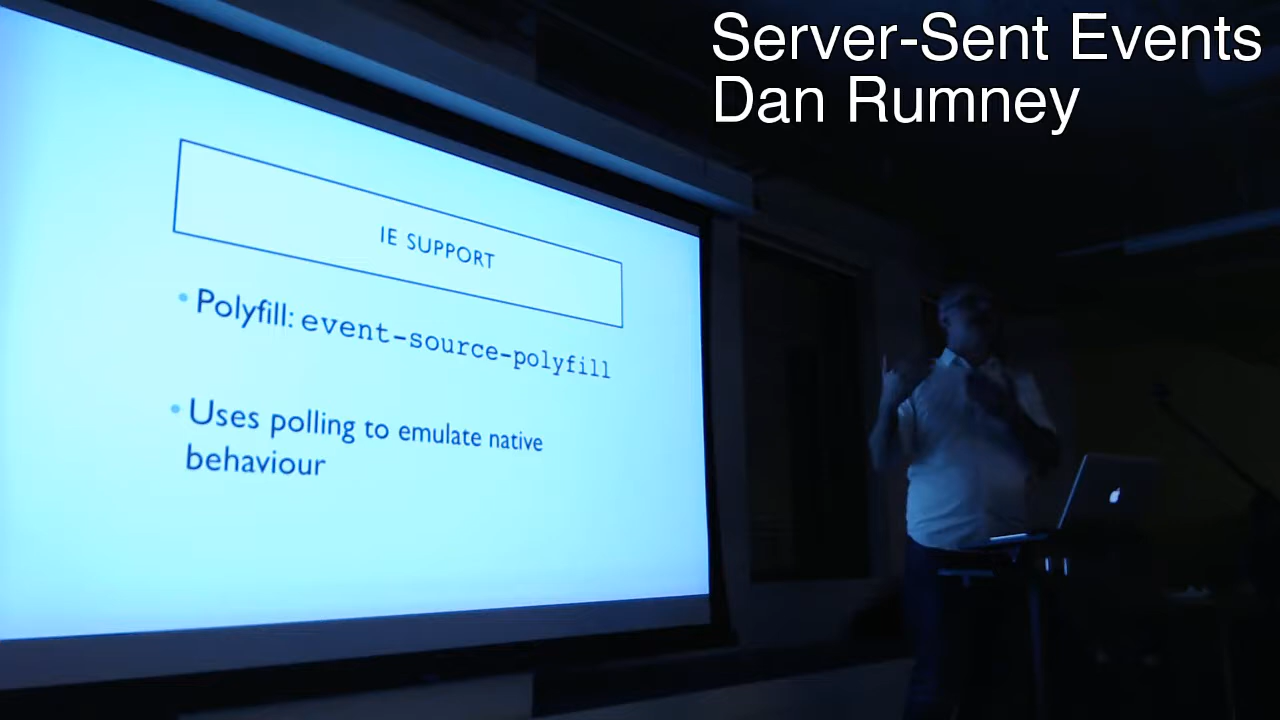 Server-Sent Events
Dan Rumney
IE SUPPORT
Polyfill: event-source-polyfill
Uses polling to emulate native
behaviour